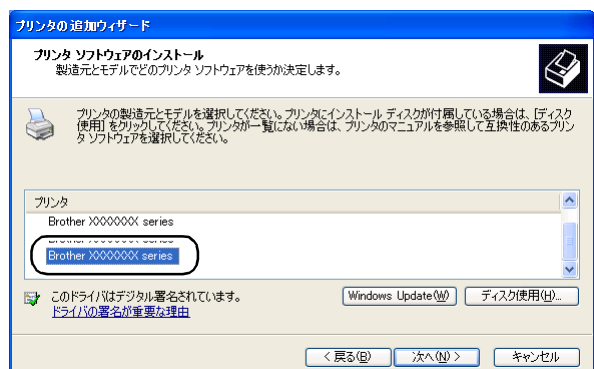 プリンタの追加ウィザード
プリンタ ソフトウェアのインストール
製造元とモデルでどのプリンタ ソフトウェアを使うか決定します。
プリンタの製造元とモデルを選択してください。プリンタにインストール ディスクが付属している場合は、[ディスク
使用] をクリックしてください。プリンタが一覧にない場合は、プリンタのマニュアルを参照して互換性のあるプリン
タ ソフトウェアを選択してください。
プリンタ
Brother XXXXXXX series
Brother XXXXXXX series
このドライバはデジタル署名されています。
ドライバの署名が重要な理由
Windows Update(W)
ディスク使用(H)...
< 戻る(B)
次へ(N) >
キャンセル